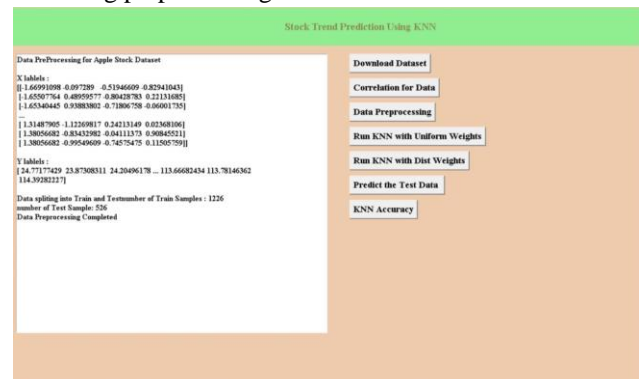 Stock Trend Prediction Using KNN
Data PreProcessing for Apple Stock Dataset
X lablels :
[[-1.66991098 -0.097289 -0.51946609 -0.82941043]
[-1.65507764 0.48959577 -0.80428783 0.22131685]
[-1.65340445 0.93883802 -0.71806758 -0.06001735]
...
[ 1.31487905 -1.12269817 0.24213149 0.02368106]
[ 1.38056682 -0.83432982 -0.04111373 0.90845521]
[ 1.38056682 -0.99549609 -0.74575475 0.11505759]]
Y lablels :
[ 24.77177429 23.87308311 24.20496178 ... 113.66682434 113.78146362
114.39282227]
Data spliting into Train and Testnumber of Train Samples : 1226
number of Test Sample: 526
Data Preprocessing Completed
Download Dataset
Correlation for Data
Data Preprocessing
Run KNN with Uniform Weights
Run KNN with Dist Weights
Predict the Test Data
KNN Accuracy